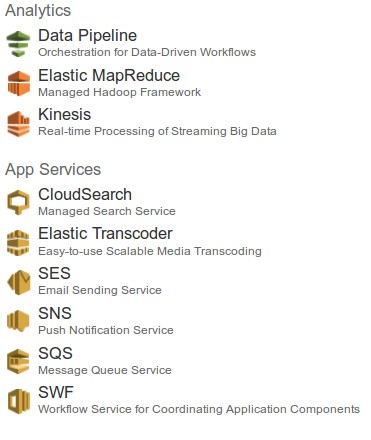 Analytics
Data Pipeline
Orchestration for Data-Driven Workflows
Elastic MapReduce
Managed Hadoop Framework
Kinesis
Real-time Processing of Streaming Big Data
App Services
CloudSearch
Managed Search Service
Elastic Transcoder
Easy-to-use Scalable Media Transcoding
SES
Email Sending Service
SNS
Push Notification Service
SQS
Message Queue Service
SWF
Workflow Service for Coordinating Application Components